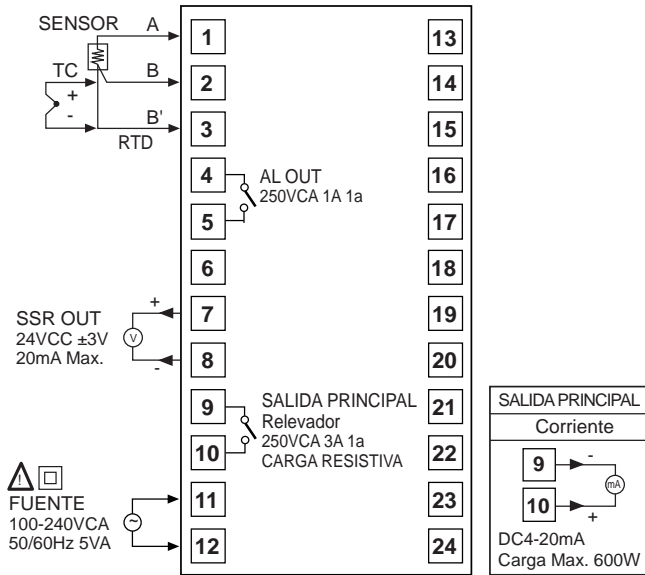 SENSOR A
1
13
TC
+
-
B
2
14
B'
3
15
RTD
4
16
AL OUT
250VCA 1A 1a
5
17
6
18
SSR OUT
24VCC ±3V
20mA Max.
+
V
-
7
19
8
20
9
21
SALIDA PRINCIPAL
Relevador
250VCA 3A 1a
CARGA RESISTIVA
10
22
FUENTE
100-240VCA
50/60Hz 5VA
!
~
11
23
12
24
SALIDA PRINCIPAL
Corriente
9
-
mA
10
+
DC4-20mA
Carga Max. 600W